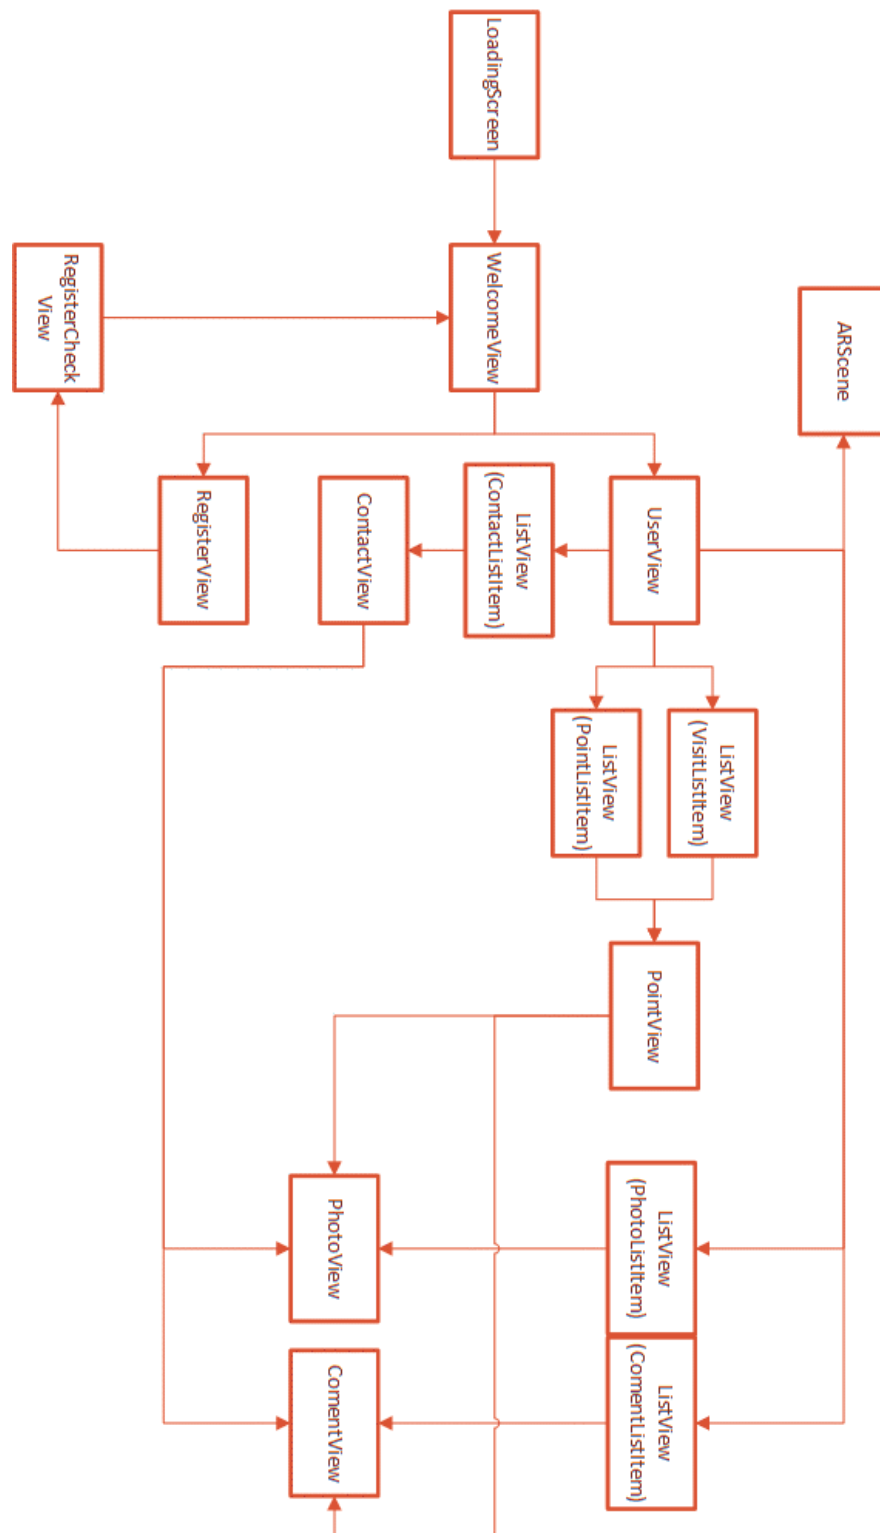 LoadingScreen
RegisterCheck
View
WelcomeView
ARScene
RegisterView
ContactView
ListView
(ContactListItem)
UserView
ListView
(PointListItem)
ListView
(VisitListItem)
PointView
PhotoView
ListView
(PhotoListItem)
ComentView
ListView
(ComentListItem)